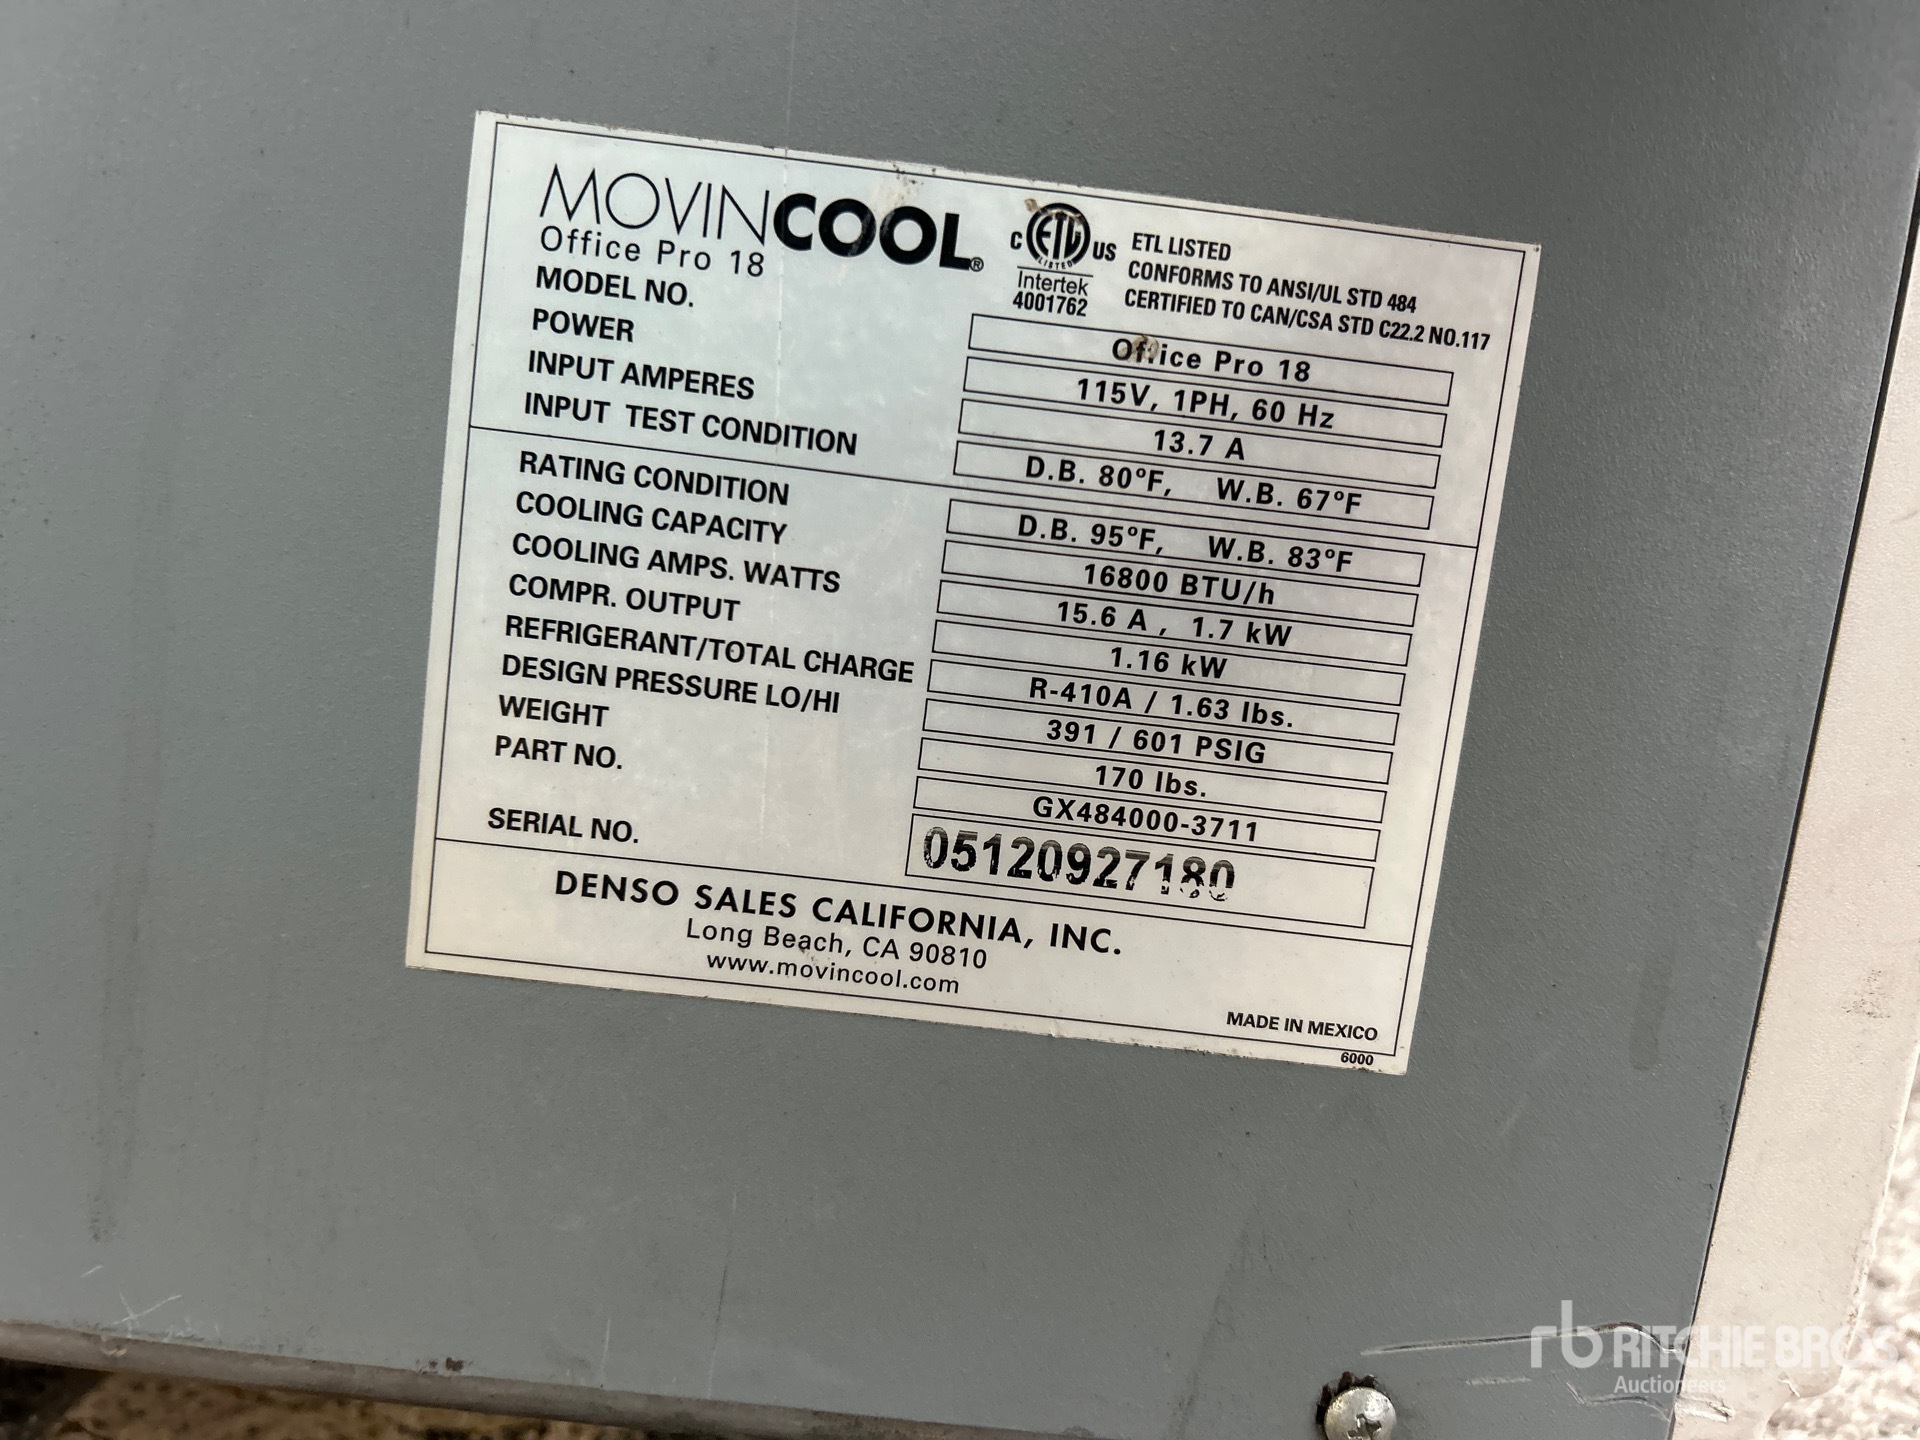 MOVINCOOL®
Office Pro 18
C ETL US
LISTED
Intertek
4001762
ETL LISTED
CONFORMS TO ANSI/UL STD 484
CERTIFIED TO CAN/CSA STD C22.2 NO.117
MODEL NO. Office Pro 18
POWER 115V, 1PH, 60 Hz
INPUT AMPERES 13.7 A
INPUT TEST CONDITION D.B. 80°F, W.B. 67°F
RATING CONDITION D.B. 95°F, W.B. 83°F
COOLING CAPACITY 16800 BTU/h
COOLING AMPS. WATTS 15.6 A , 1.7 kW
COMPR. OUTPUT 1.16 kW
REFRIGERANT/TOTAL CHARGE R-410A / 1.63 lbs.
DESIGN PRESSURE LO/HI 391 / 601 PSIG
WEIGHT 170 lbs.
PART NO. GX484000-3711
SERIAL NO. 05120927180
DENSO SALES CALIFORNIA, INC.
Long Beach, CA 90810
www.movincool.com
MADE IN MEXICO
6000
rb RITCHIE BROS
Auctioneers